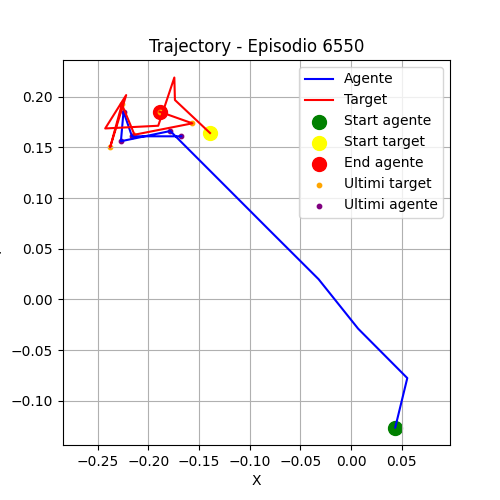 Trajectory - Episodio 6550
Agente
Target
Start agente
Start target
End agente
Ultimi target
Ultimi agente
0.20
0.15
0.10
0.05
0.00
−0.05
−0.10
−0.25 −0.20 −0.15 −0.10 −0.05 0.00 0.05
X